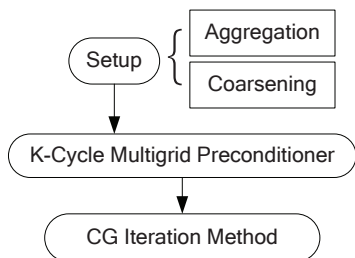 Aggregation
Setup
Coarsening
K-Cycle Multigrid Preconditioner
CG Iteration Method